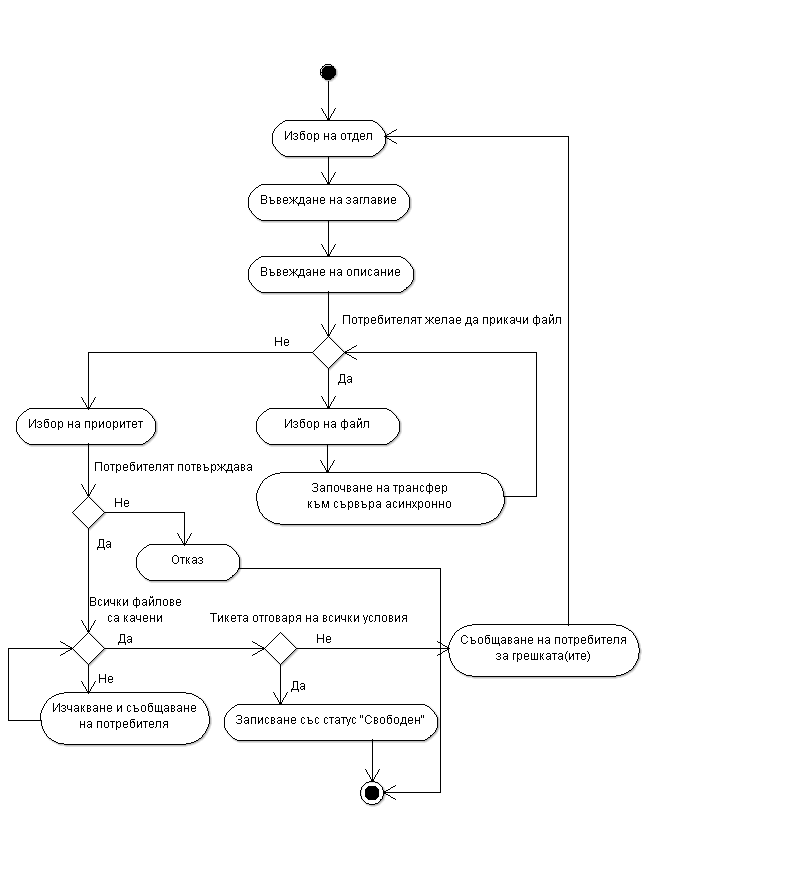 Избор на отдел
Въвеждане на заглавие
Въвеждане на описание
Потребителят желае да прикачи файл
Не
Да
Избор на приоритет
Избор на файл
Потребителят потвърждава
Започване на трансфер
към сървъра асинхронно
Не
Да
Отказ
Всички файлове
са качени
Тикета отговаря на всички условия
Да
Не
Съобщаване на потребителя
за грешката(ите)
Не
Да
Изчакване и съобщаване
на потребителя
Записване със статус "Свободен"